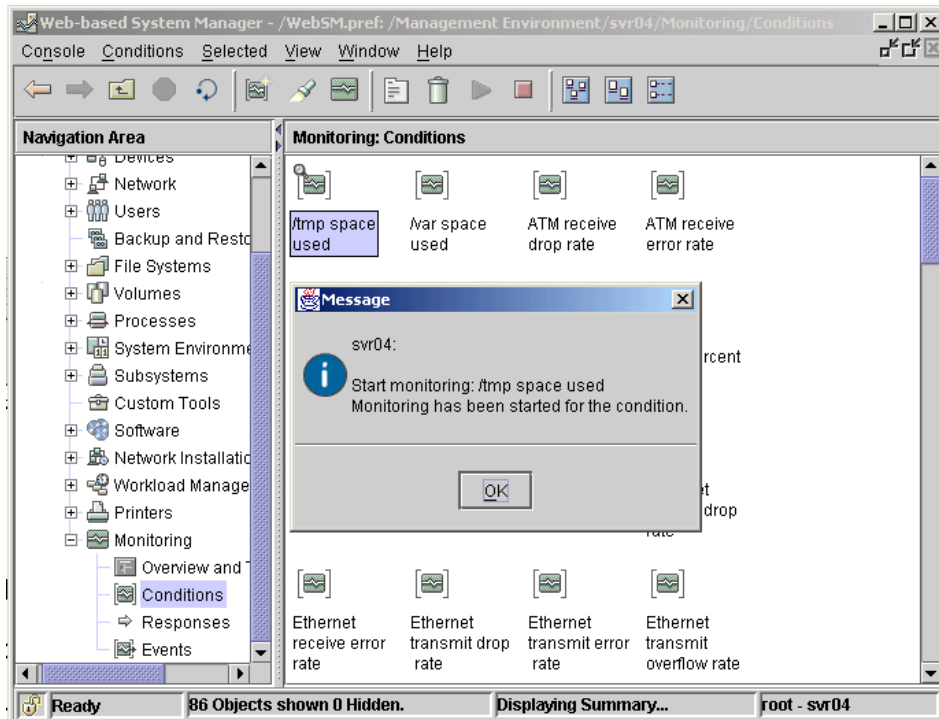 Web-based System Manager - /WebSM.pref: /Management Environment/svr04/Monitoring/Conditions
Console Conditions Selected View Window Help
Navigation Area
Devices
Network
Users
Backup and Resto
File Systems
Volumes
Processes
System Environme
Subsystems
Custom Tools
Software
Network Installatio
Workload Manage
Printers
Monitoring
Overview and T
Conditions
Responses
Events
Monitoring: Conditions
/tmp space
used
/var space
used
ATM receive
drop rate
ATM receive
error rate
rcent
et
drop
rate
Message
svr04:
Start monitoring: /tmp space used
Monitoring has been started for the condition.
OK
Ethernet
receive error
rate
Ethernet
transmit drop
rate
Ethernet
transmit error
rate
Ethernet
transmit
overflow rate
Ready
86 Objects shown 0 Hidden.
Displaying Summary...
root - svr04